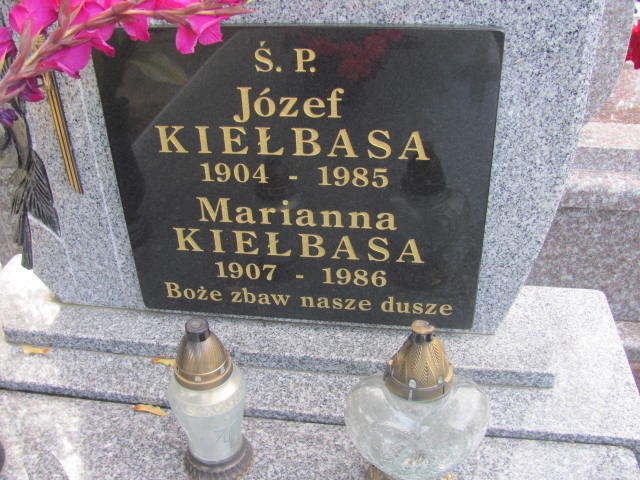 Ś. P.
Józef
KIEŁBASA
1904 - 1985
Marianna
KIEŁBASA
1907 - 1986
Boże zbaw nasze dusze